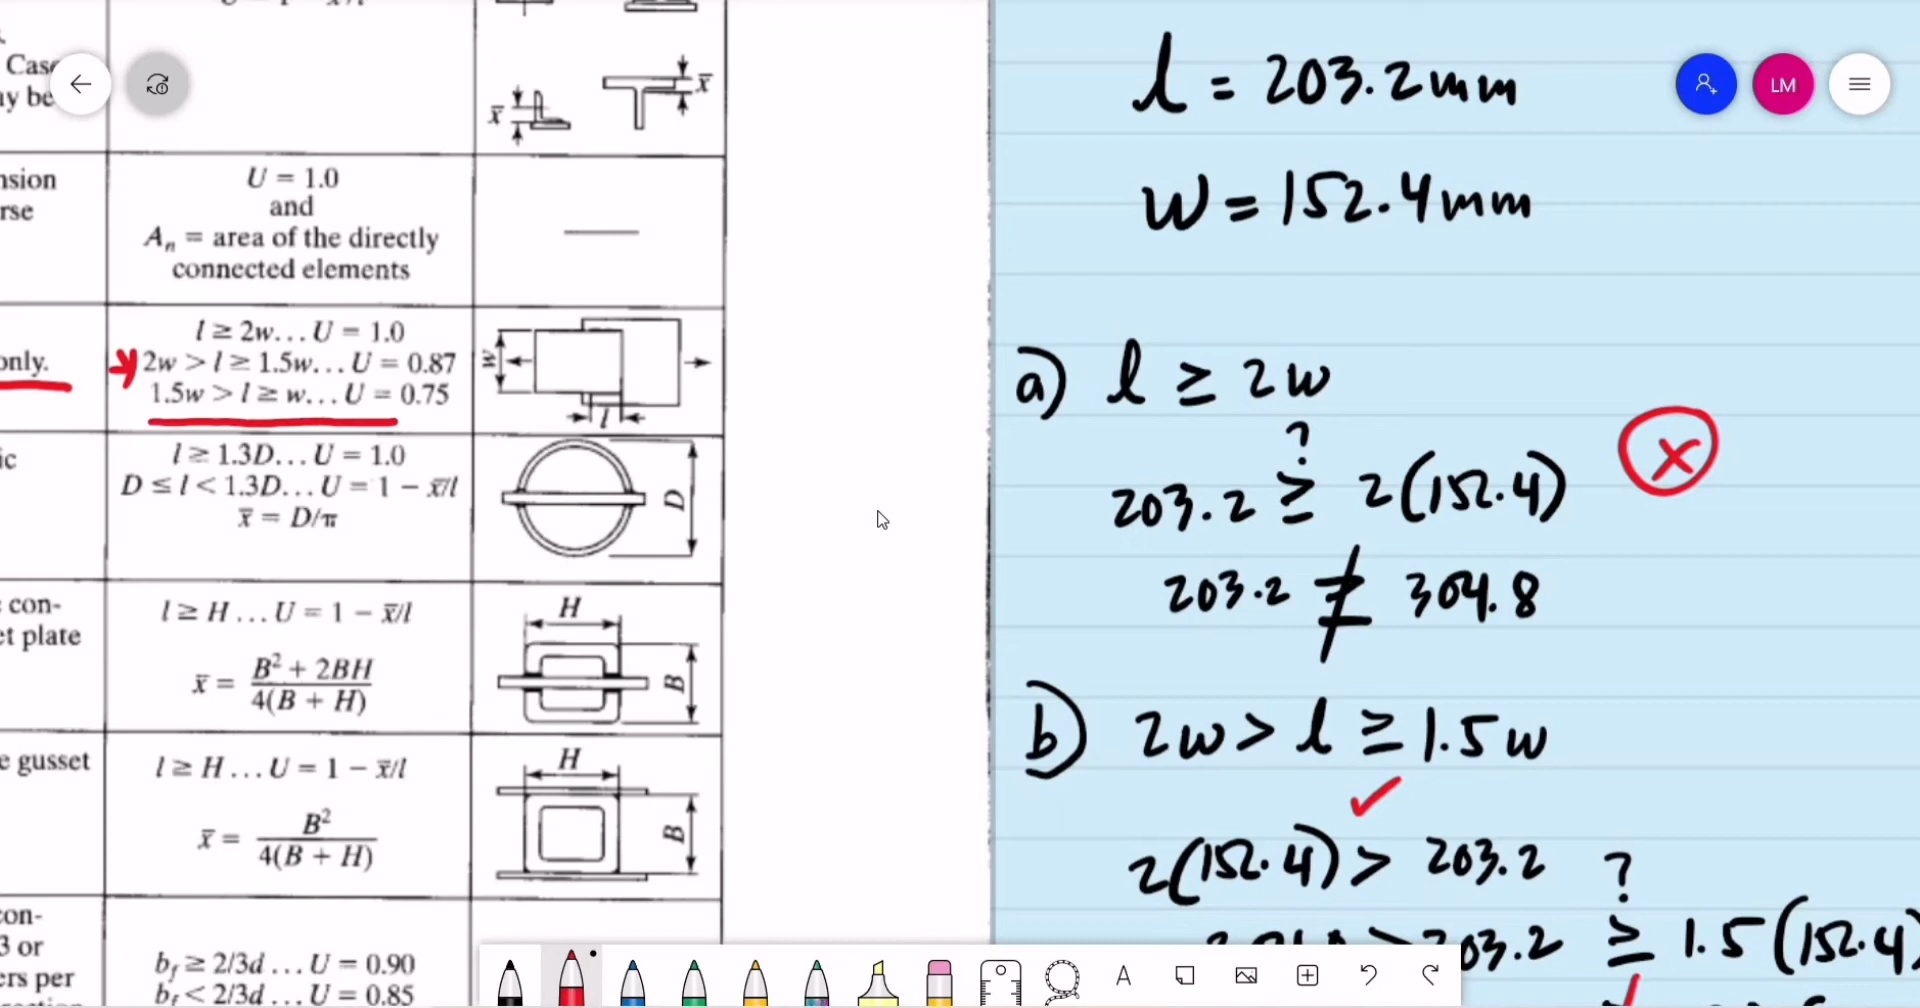 Case
y be
nsion
rse
U = 1.0
and
Aₙ = area of the directly
connected elements
only.
l ≥ 2w... U = 1.0
2w > l ≥ 1.5w... U = 0.87
1.5w > l ≥ w... U = 0.75
ic
l ≥ 1.3D... U = 1.0
D ≤ l < 1.3D... U = 1 − x̄/l
x̄ = D/π
con-
et plate
l ≥ H... U = 1 − x̄/l
x̄ = B² + 2BH / 4(B + H)
e gusset
l ≥ H... U = 1 − x̄/l
x̄ = B² / 4(B + H)
con-
3 or
ers per
b_f ≥ 2/3d ... U = 0.90
b_f < 2/3d ... U = 0.85
x̄
x̄
w
l
D
H
B
H
B
l = 203.2mm
W = 152.4mm
LM
a) l ≥ 2w
?
203.2 ≥ 2(152.4)
203.2 ≱ 304.8
b) 2w > l ≥ 1.5w
2(152.4) > 203.2
?
03.2 ≥ 1.5(152.4)
A